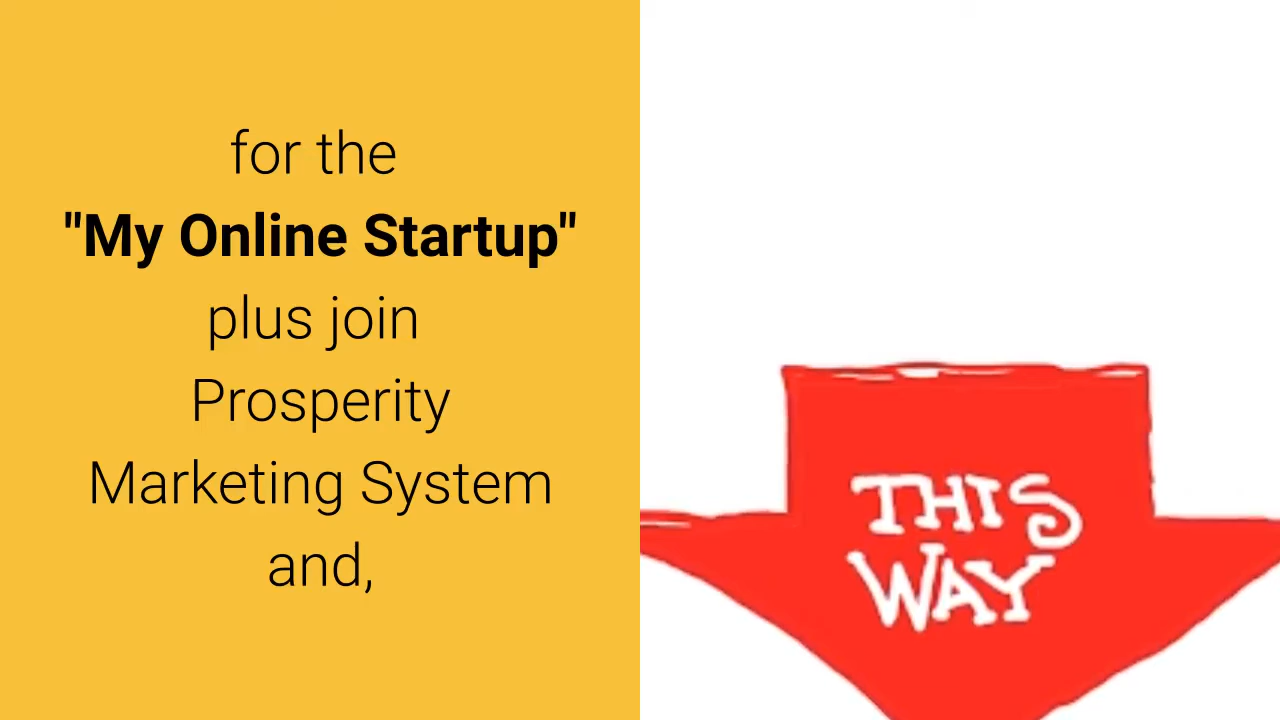 for the
"My Online Startup"
plus join
Prosperity
Marketing System
and,
THIS
WAY